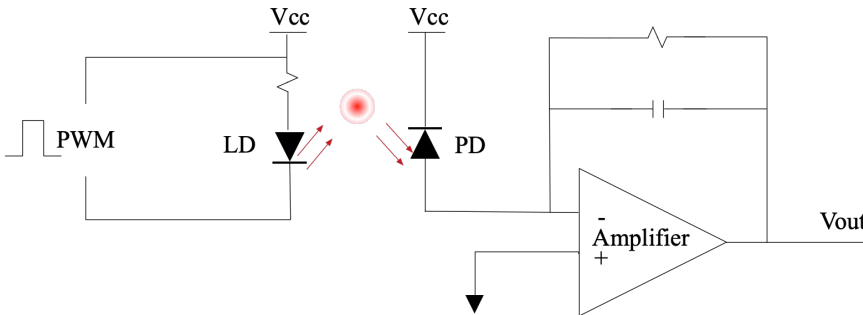 Vcc
Vcc
PWM
LD
PD
-
Amplifier
+
Vout